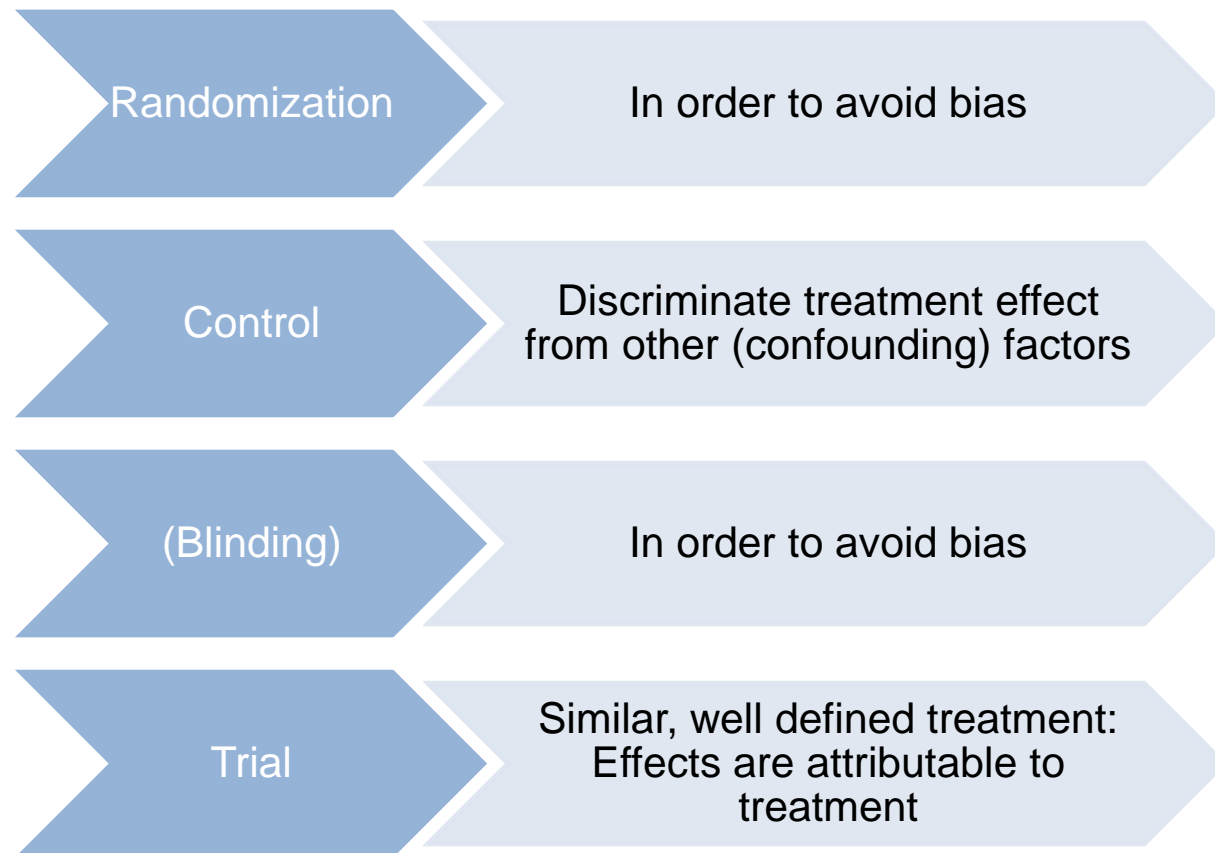 Randomization
In order to avoid bias
Control
Discriminate treatment effect
from other (confounding) factors
(Blinding)
In order to avoid bias
Trial
Similar, well defined treatment:
Effects are attributable to
treatment